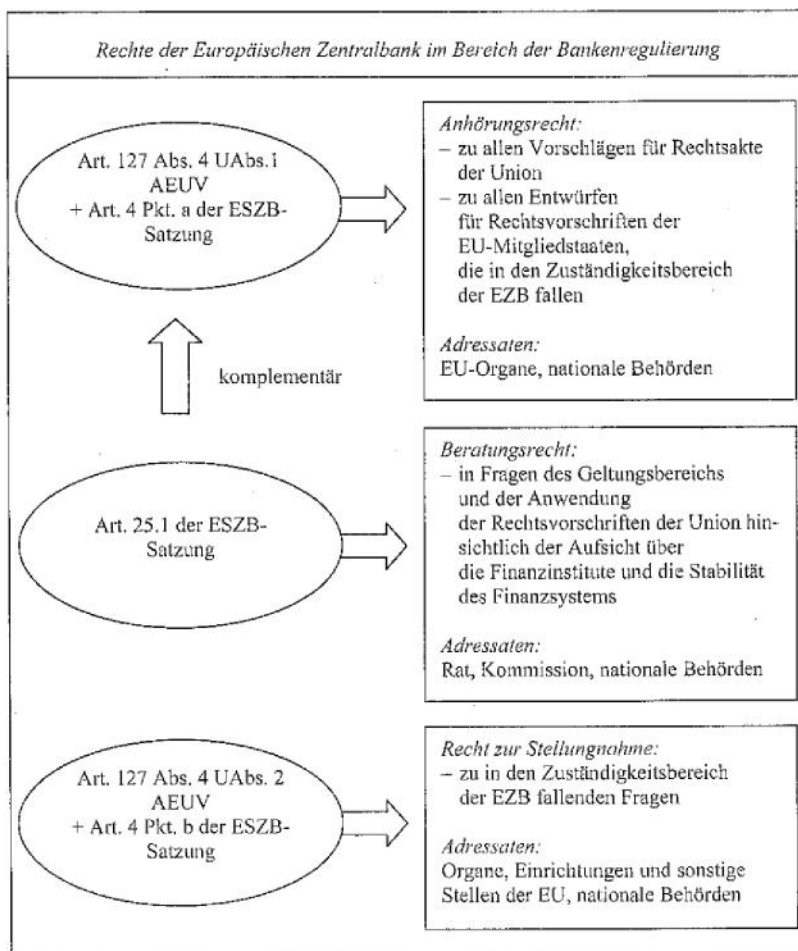 Rechte der Europäischen Zentralbank im Bereich der Bankenregulierung
Art. 127 Abs. 4 UAbs.1
AEUV
+ Art. 4 Pkt. a der ESZB-
Satzung
Anhörungsrecht:
– zu allen Vorschlägen für Rechtsakte
der Union
– zu allen Entwürfen
für Rechtsvorschriften der
EU-Mitgliedstaaten,
die in den Zuständigkeitsbereich
der EZB fallen
Adressaten:
EU-Organe, nationale Behörden
komplementär
Art. 25.1 der ESZB-
Satzung
Beratungsrecht:
– in Fragen des Geltungsbereichs
und der Anwendung
der Rechtsvorschriften der Union hin-
sichtlich der Aufsicht über
die Finanzinstitute und die Stabilität
des Finanzsystems
Adressaten:
Rat, Kommission, nationale Behörden
Art. 127 Abs. 4 UAbs. 2
AEUV
+ Art. 4 Pkt. b der ESZB-
Satzung
Recht zur Stellungnahme:
– zu in den Zuständigkeitsbereich
der EZB fallenden Fragen
Adressaten:
Organe, Einrichtungen und sonstige
Stellen der EU, nationale Behörden